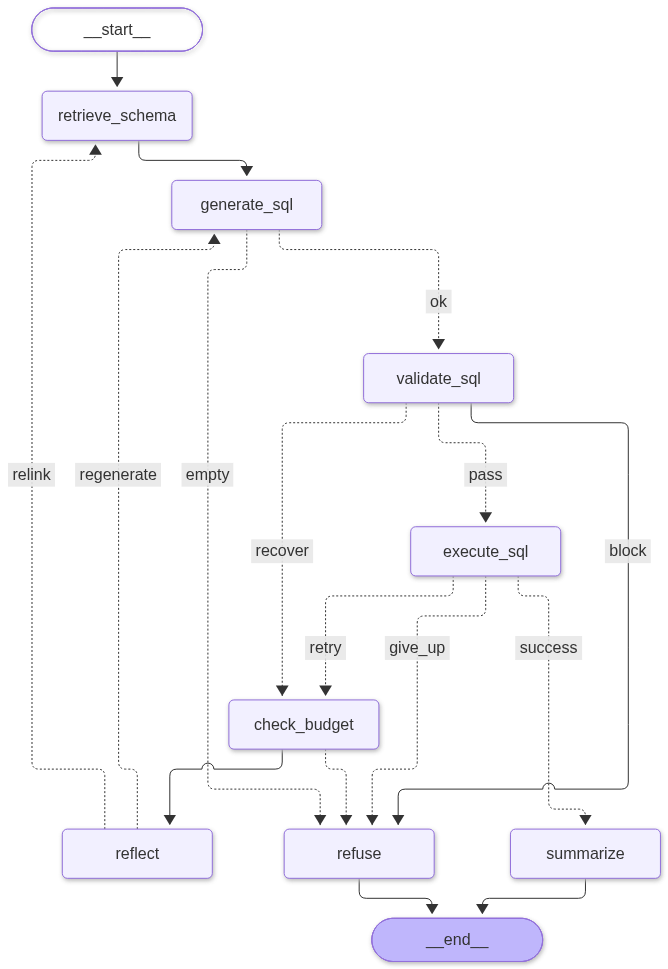 __start__
retrieve_schema
generate_sql
ok
validate_sql
relink
regenerate
empty
pass
recover
execute_sql
block
retry
give_up
success
check_budget
reflect
refuse
summarize
__end__